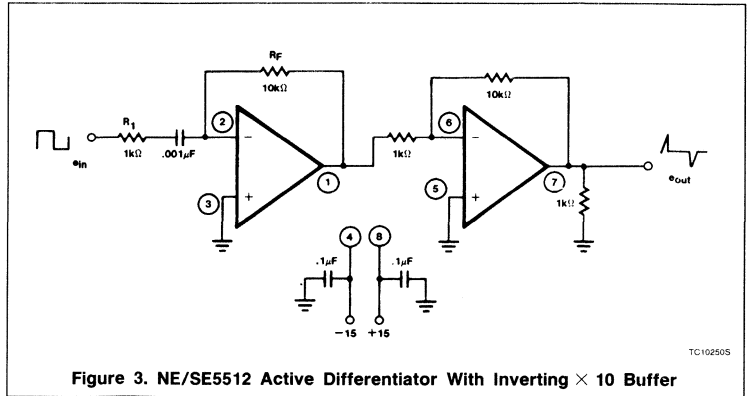 RF
10kΩ
10kΩ
R1
1kΩ
.001μF
ein
2
3
1
1kΩ
6
5
7
eout
1kΩ
4
8
.1μF
.1μF
−15
+15
−
+
−
+
TC10250S
Figure 3. NE/SE5512 Active Differentiator With Inverting × 10 Buffer